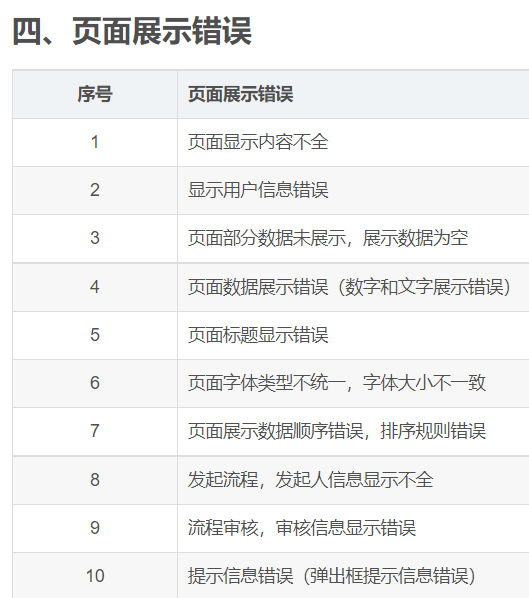 四、页面展示错误
序号 页面展示错误
1 页面显示内容不全
2 显示用户信息错误
3 页面部分数据未展示，展示数据为空
4 页面数据展示错误（数字和文字展示错误）
5 页面标题显示错误
6 页面字体类型不统一，字体大小不一致
7 页面展示数据顺序错误，排序规则错误
8 发起流程，发起人信息显示不全
9 流程审核，审核信息显示错误
10 提示信息错误（弹出框提示信息错误）